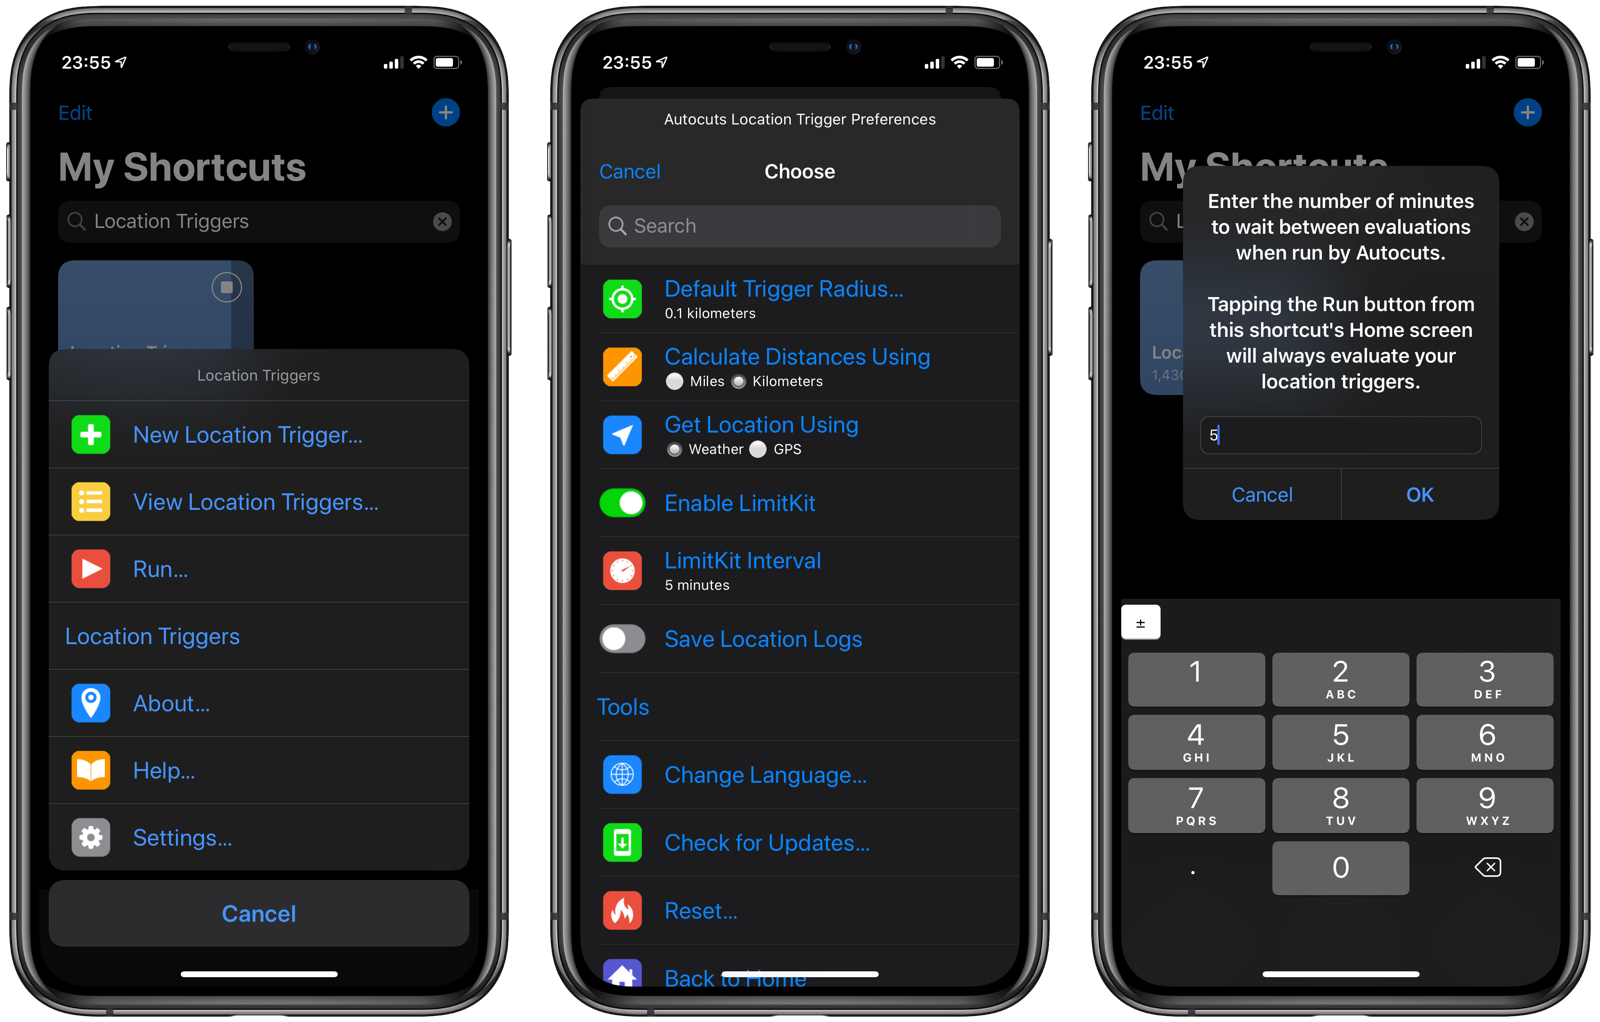 23:55
Edit
My Shortcuts
Location Triggers
Location Triggers
New Location Trigger...
View Location Triggers...
Run...
Location Triggers
About...
Help...
Settings...
Cancel
23:55
Autocuts Location Trigger Preferences
Cancel
Choose
Search
Default Trigger Radius...
0.1 kilometers
Calculate Distances Using
Miles Kilometers
Get Location Using
Weather GPS
Enable LimitKit
LimitKit Interval
5 minutes
Save Location Logs
Tools
Change Language...
Check for Updates...
Reset...
Back to Home
23:55
Edit
My Shortcuts
L
Enter the number of minutes
to wait between evaluations
when run by Autocuts.
Tapping the Run button from
this shortcut's Home screen
will always evaluate your
location triggers.
Loc
1,430
5
Cancel
OK
±
1
2
ABC
3
DEF
4
GHI
5
JKL
6
MNO
7
PQRS
8
TUV
9
WXYZ
.
0